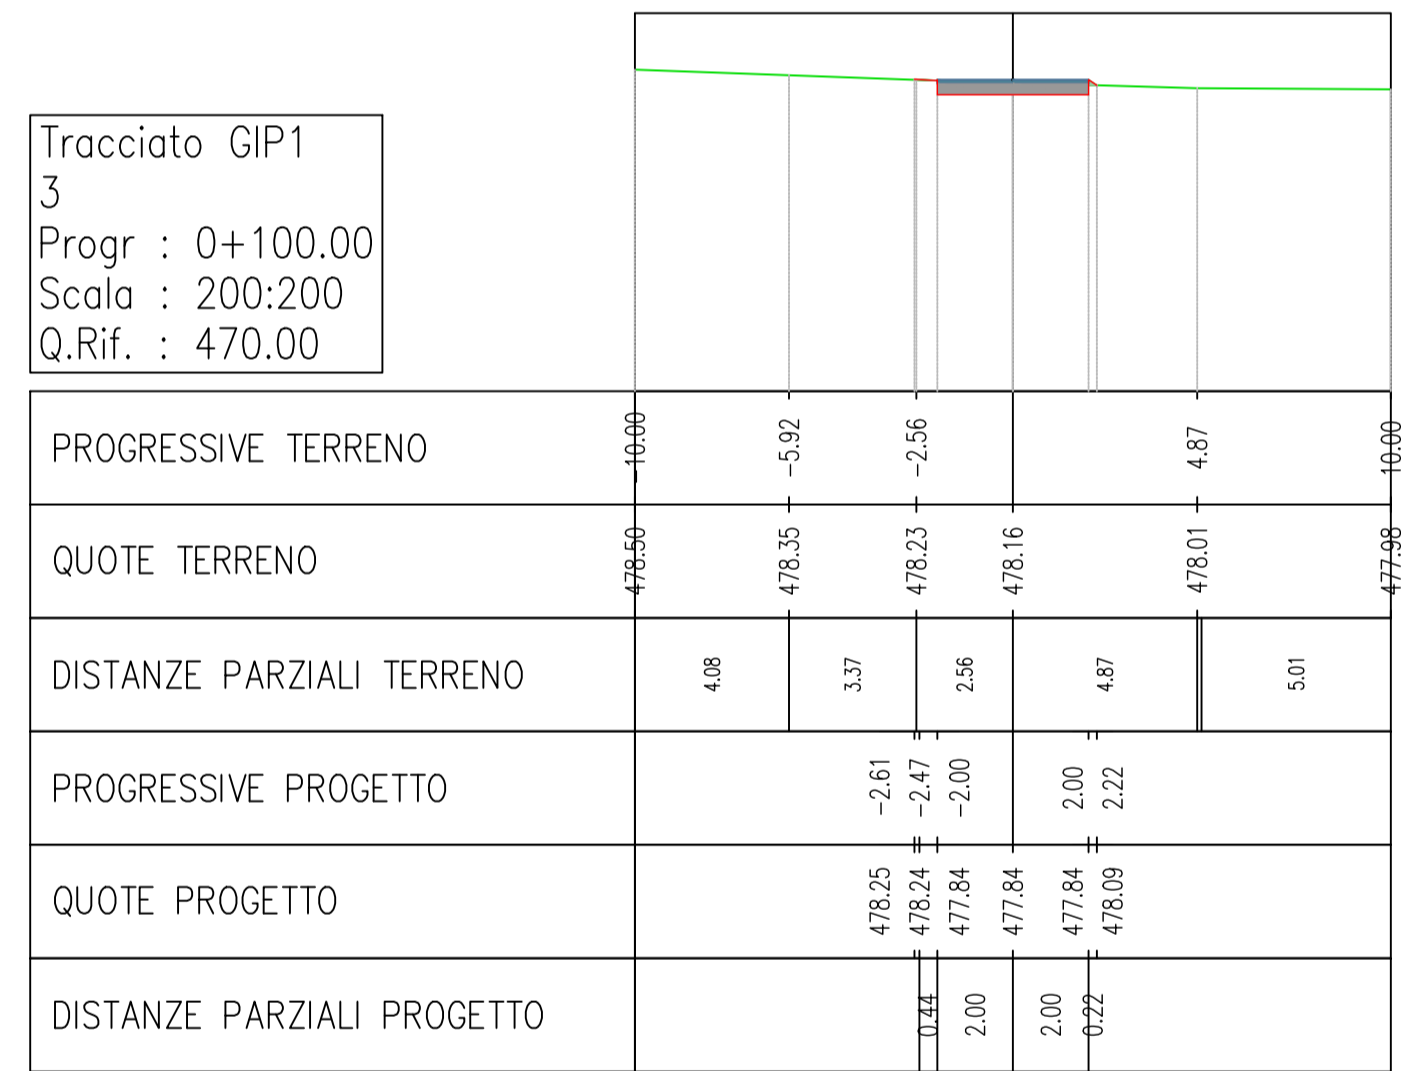 Tracciato GIP1
3
Progr : 0+100.00
Scala : 200:200
Q.Rif. : 470.00
PROGRESSIVE TERRENO -10.00 -5.92 -2.56 4.87 10.00
QUOTE TERRENO 478.50 478.35 478.23 478.16 478.01 477.98
DISTANZE PARZIALI TERRENO 4.08 3.37 2.56 4.87 5.01
PROGRESSIVE PROGETTO -2.61 -2.47 -2.00 2.00 2.22
QUOTE PROGETTO 478.25 478.24 477.84 477.84 477.84 478.09
DISTANZE PARZIALI PROGETTO 0.44 2.00 2.00 0.22